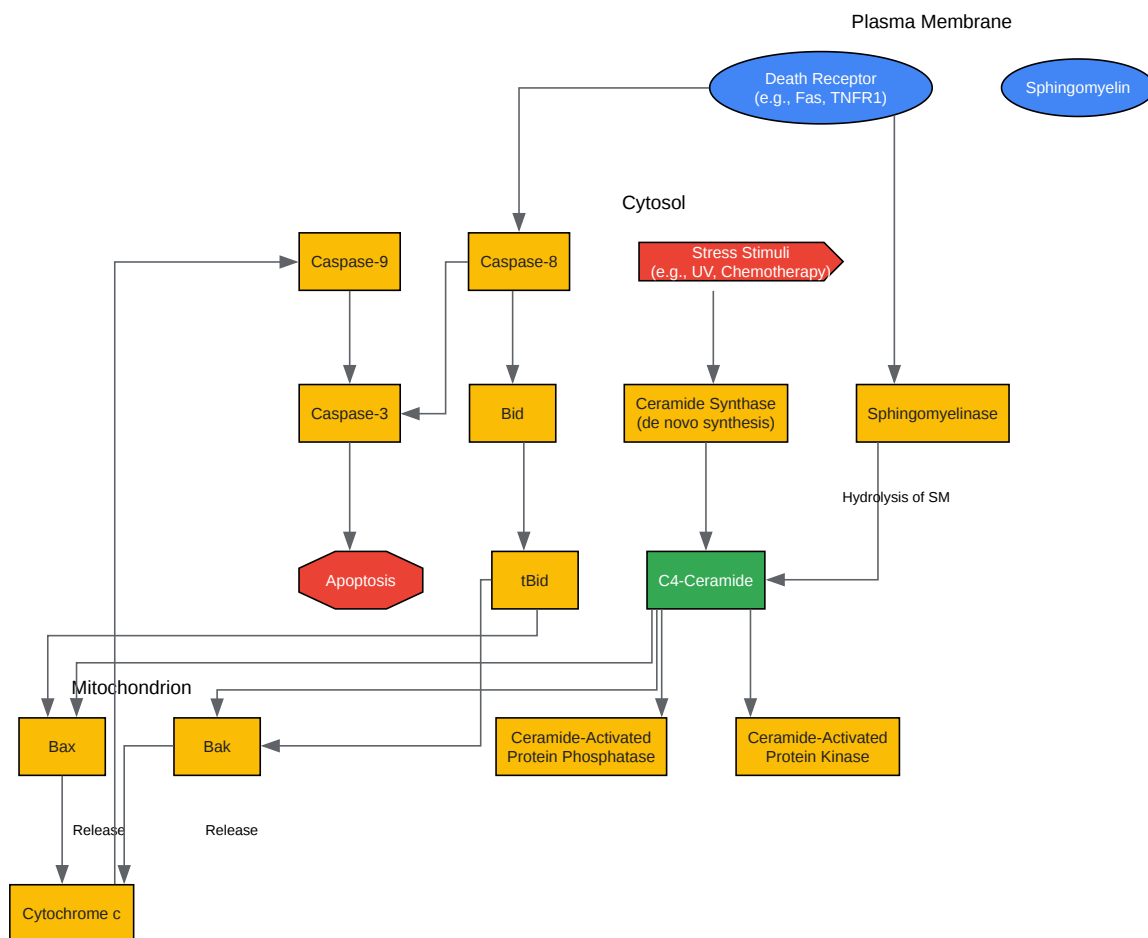 Plasma Membrane
Death Receptor
(e.g., Fas, TNFR1)
Sphingomyelin
Cytosol
Caspase-9
Caspase-8
Stress Stimuli
(e.g., UV, Chemotherapy)
Caspase-3
Bid
Ceramide Synthase
(de novo synthesis)
Sphingomyelinase
Hydrolysis of SM
Apoptosis
tBid
C4-Ceramide
Mitochondrion
Bax
Bak
Ceramide-Activated
Protein Phosphatase
Ceramide-Activated
Protein Kinase
Release
Release
Cytochrome c